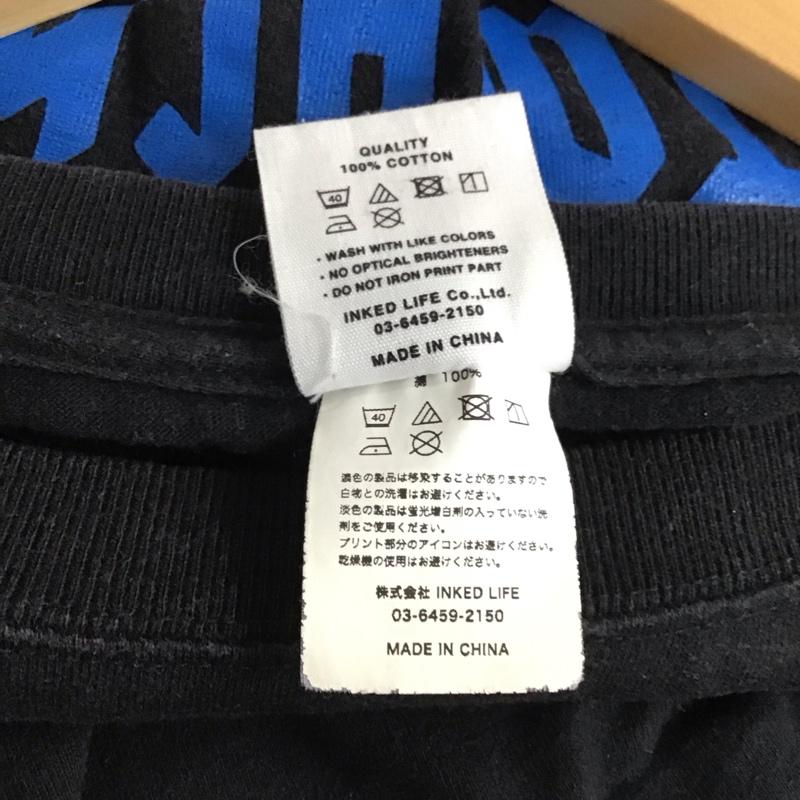 QUALITY
100% COTTON
40
· WASH WITH LIKE COLORS
· NO OPTICAL BRIGHTENERS
· DO NOT IRON PRINT PART
INKED LIFE Co.,Ltd.
03-6459-2150
MADE IN CHINA
綿 100%
40
濃色の製品は移染することがありますので
白物との洗濯はお避けください。
淡色の製品は蛍光増白剤の入っていない洗
剤をご使用ください。
プリント部分のアイロンはお避けください。
乾燥機の使用はお避けください。
株式会社 INKED LIFE
03-6459-2150
MADE IN CHINA